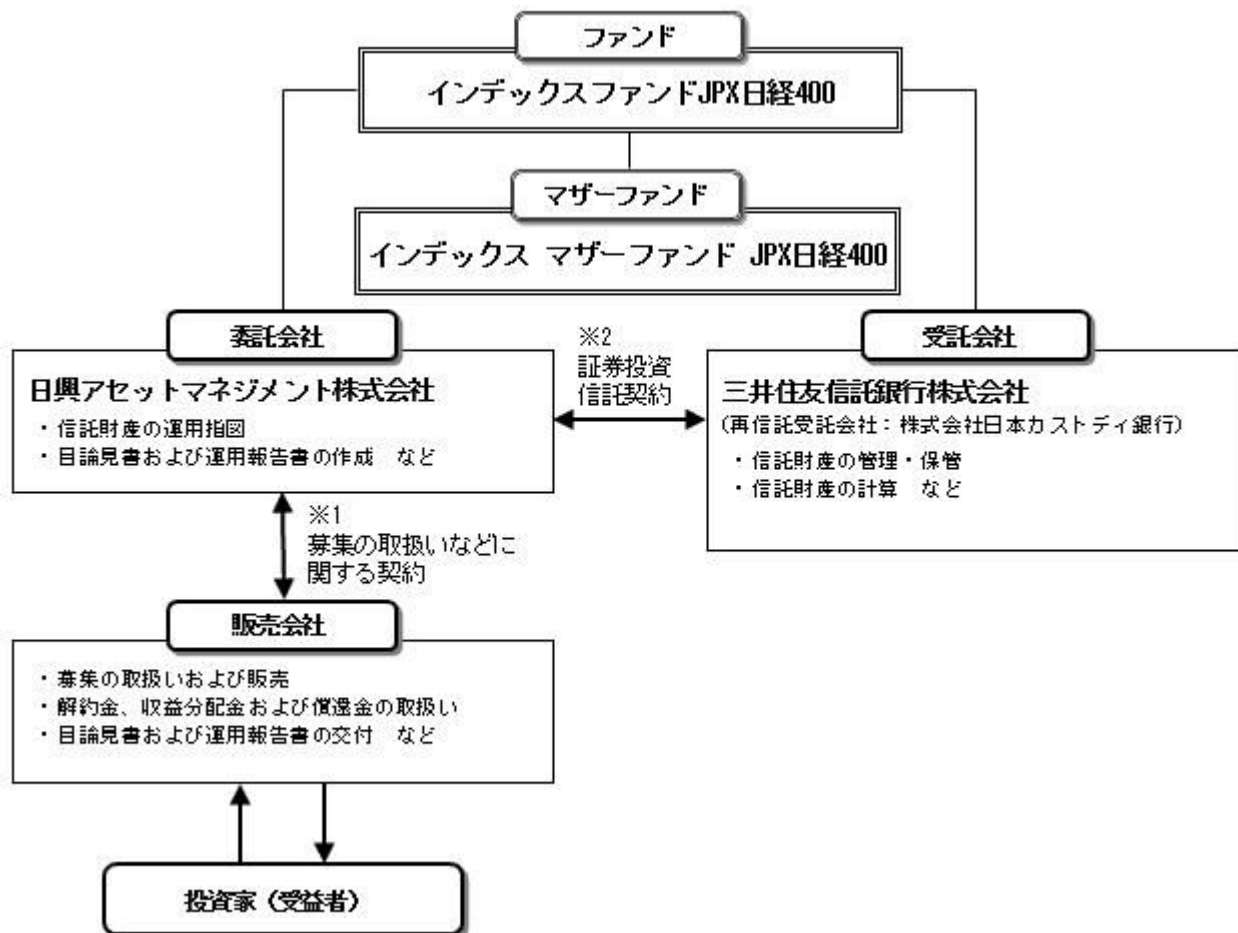 ファンド
インデックスファンドJPX日経400
マザーファンド
インデックス マザーファンド JPX日経400
委託会社
日興アセットマネジメント株式会社
・信託財産の運用指図
・目論見書および運用報告書の作成 など
※2
証券投資
信託契約
受託会社
三井住友信託銀行株式会社
(再信託受託会社：株式会社日本カストディ銀行)
・信託財産の管理・保管
・信託財産の計算 など
※1
募集の取扱いなどに
関する契約
販売会社
・募集の取扱いおよび販売
・解約金、収益分配金および償還金の取扱い
・目論見書および運用報告書の交付 など
投資家（受益者）